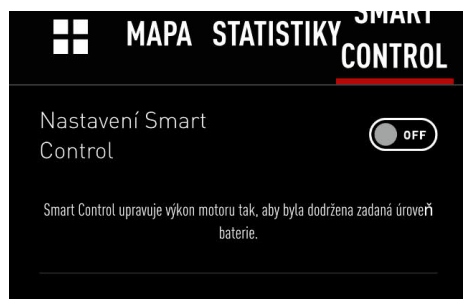 MAPA STATISTIKY SMART
CONTROL
Nastavení Smart
Control
OFF
Smart Control upravuje výkon motoru tak, aby byla dodržena zadaná úroveň
baterie.